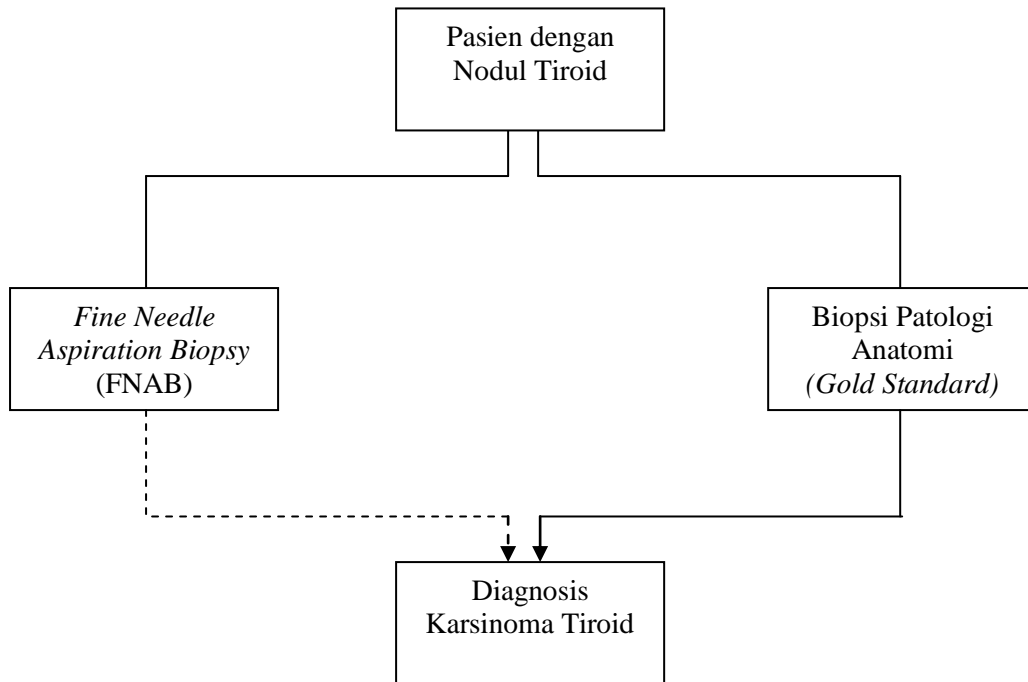 Pasien dengan
Nodul Tiroid
Fine Needle
Aspiration Biopsy
(FNAB)
Biopsi Patologi
Anatomi
(Gold Standard)
Diagnosis
Karsinoma Tiroid